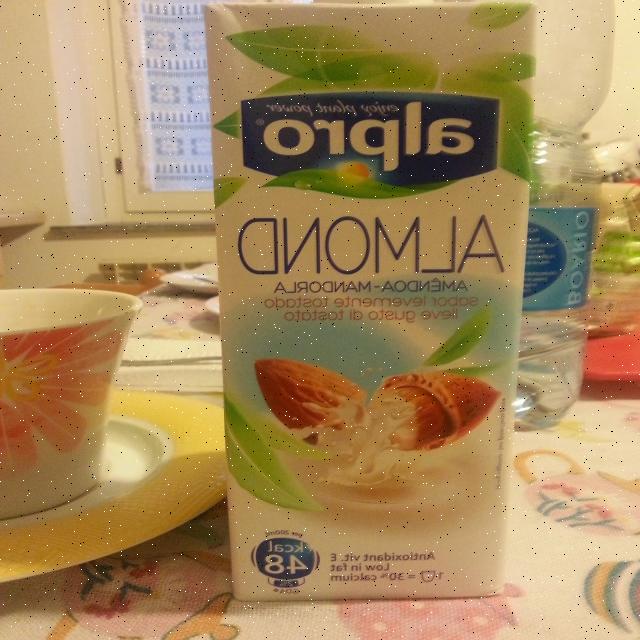 enjoy plant power
alpro®
ALMOND
AMÊNDOA-MANDORLA
sabor levemente tostado
lieve gusto di tostato
Antioxidant vit. E
Low in fat
= 30% calcium
kcal
48
BOARIO